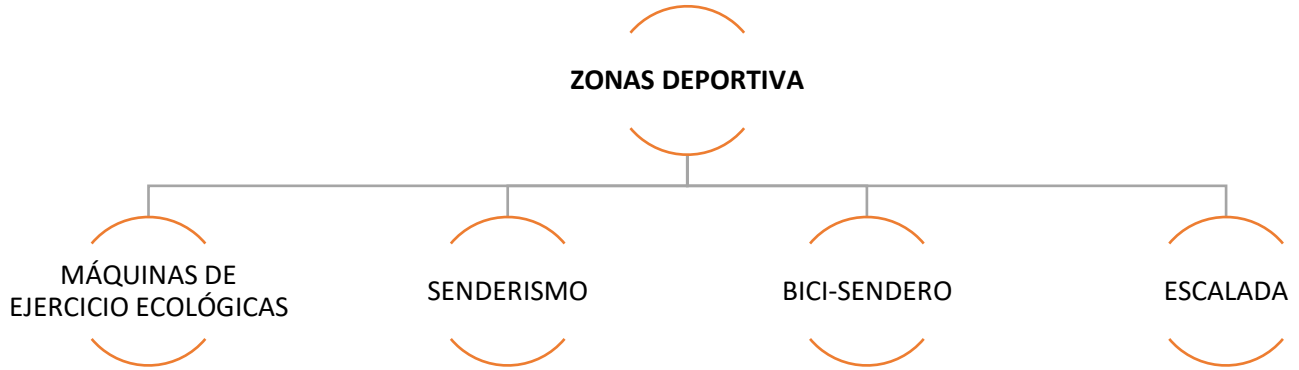 ZONAS DEPORTIVA
MÁQUINAS DE
EJERCICIO ECOLÓGICAS
SENDERISMO
BICI-SENDERO
ESCALADA